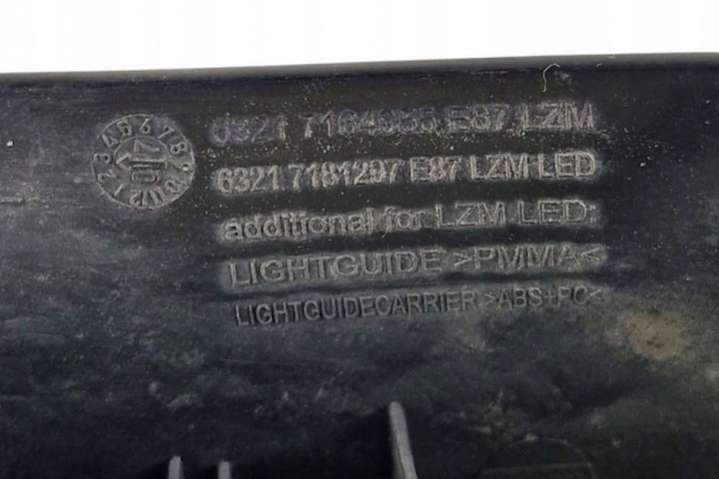 6321 7164955 E87 LZM
6321 7181297 E87 LZM LED
additional for LZM LED:
LIGHTGUIDE >PMMA<
LIGHTGUIDECARRIER >ABS+PC<